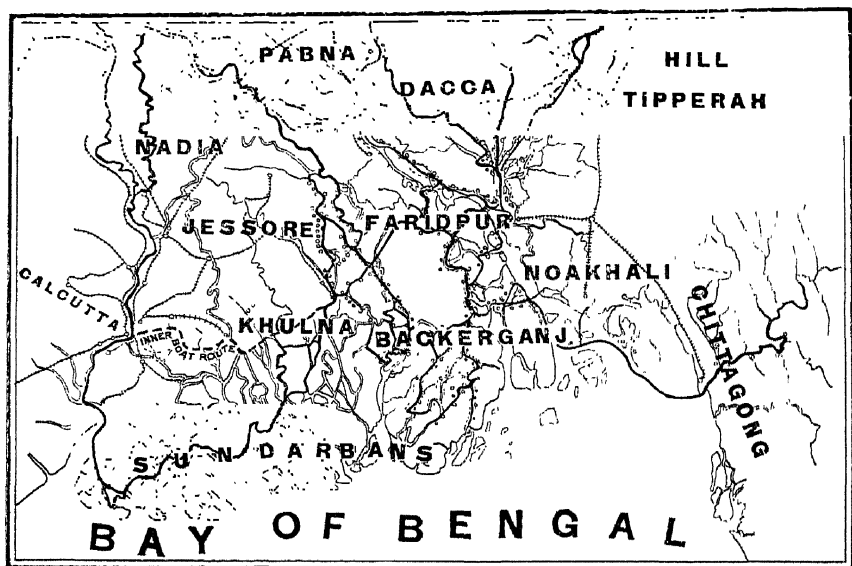 PABNA
HILL
TIPPERAH
DACCA
NADIA
JESSORE
FARIDPUR
NOAKHALI
CALCUTTA
CHITTAGONG
KHULNA
INNER
BOAT ROUTE
BACKERGANJ.
SUNDARBANS
BAY OF BENGAL